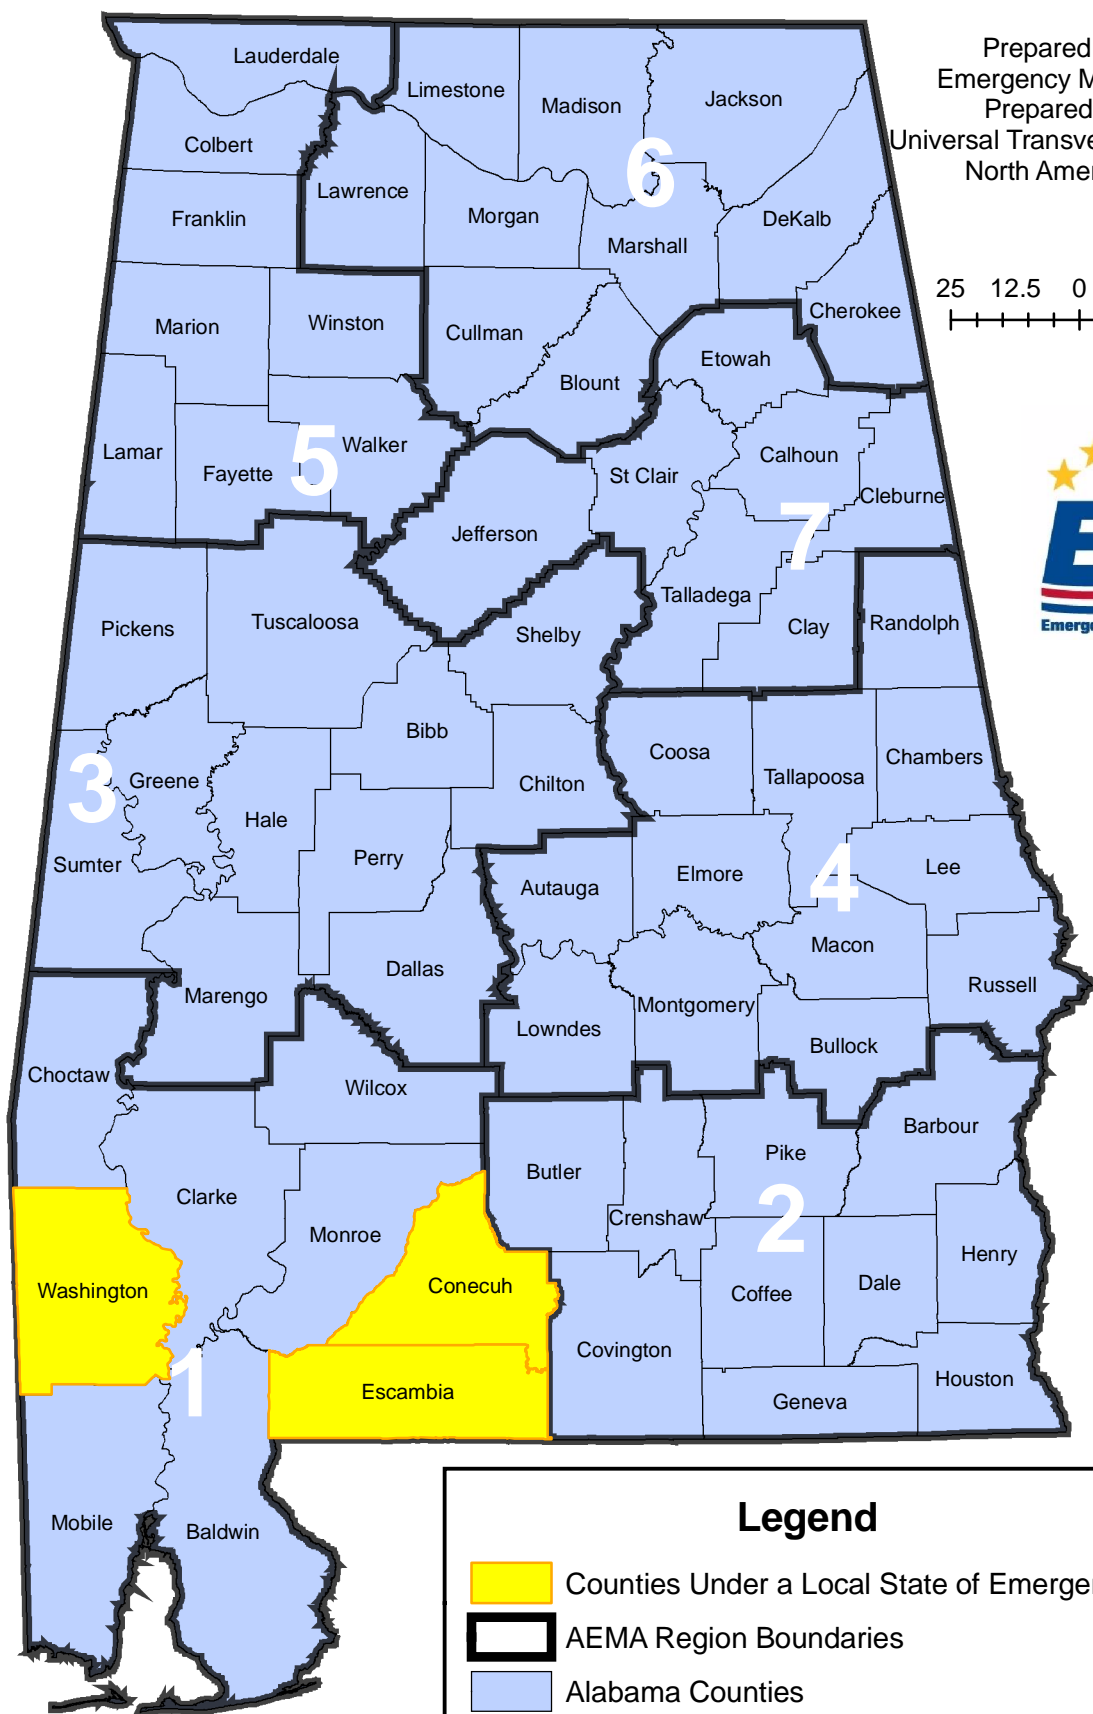 Prepared
Emergency M
Prepared
Universal Transve
North Amer
25 12.5 0
Emerge
Lauderdale
Limestone
Madison
Jackson
Colbert
Lawrence
6
Franklin
Morgan
DeKalb
Marshall
Cherokee
Marion
Winston
Cullman
Etowah
Blount
Lamar
Walker
5
Fayette
Calhoun
St Clair
Cleburne
Jefferson
7
Talladega
Pickens
Tuscaloosa
Shelby
Clay
Randolph
Bibb
Coosa
Chambers
Tallapoosa
Greene
3
Chilton
Hale
Perry
Sumter
Autauga
Elmore
4
Lee
Macon
Dallas
Marengo
Montgomery
Russell
Lowndes
Bullock
Choctaw
Wilcox
Barbour
Butler
Pike
Clarke
Crenshaw
2
Monroe
Henry
Washington
Conecuh
Coffee
Dale
Covington
1
Escambia
Houston
Geneva
Mobile
Baldwin
Legend
Counties Under a Local State of Emerge
AEMA Region Boundaries
Alabama Counties